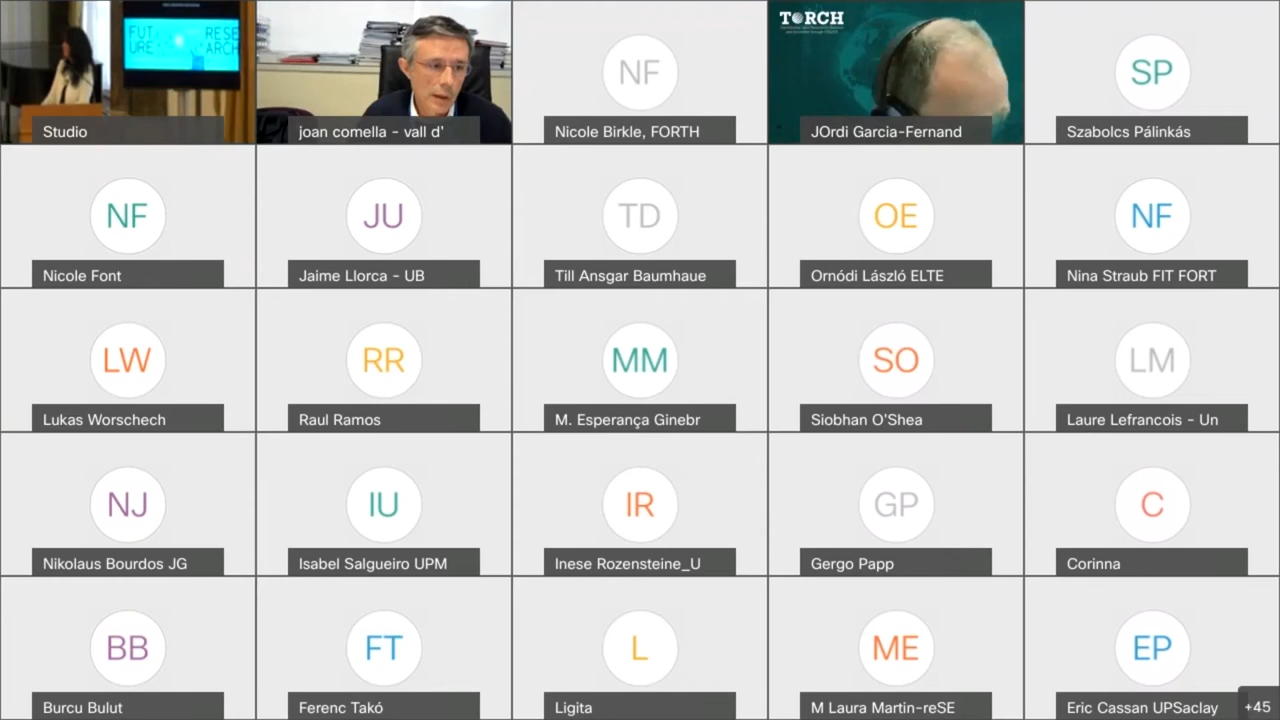 FUT RESE
URE ARCH
Studio
joan comella - vall d'
NF
Nicole Birkle, FORTH
TORCH
JOrdi Garcia-Fernand
SP
Szabolcs Pálinkás
NF
Nicole Font
JU
Jaime Llorca - UB
TD
Till Ansgar Baumhaue
OE
Ornódi László ELTE
NF
Nina Straub FIT FORT
LW
Lukas Worschech
RR
Raul Ramos
MM
M. Esperança Ginebr
SO
Siobhan O'Shea
LM
Laure Lefrancois - Un
NJ
Nikolaus Bourdos JG
IU
Isabel Salgueiro UPM
IR
Inese Rozensteine_U
GP
Gergo Papp
C
Corinna
BB
Burcu Bulut
FT
Ferenc Takó
L
Ligita
ME
M Laura Martin-reSE
EP
Eric Cassan UPSaclay
+45